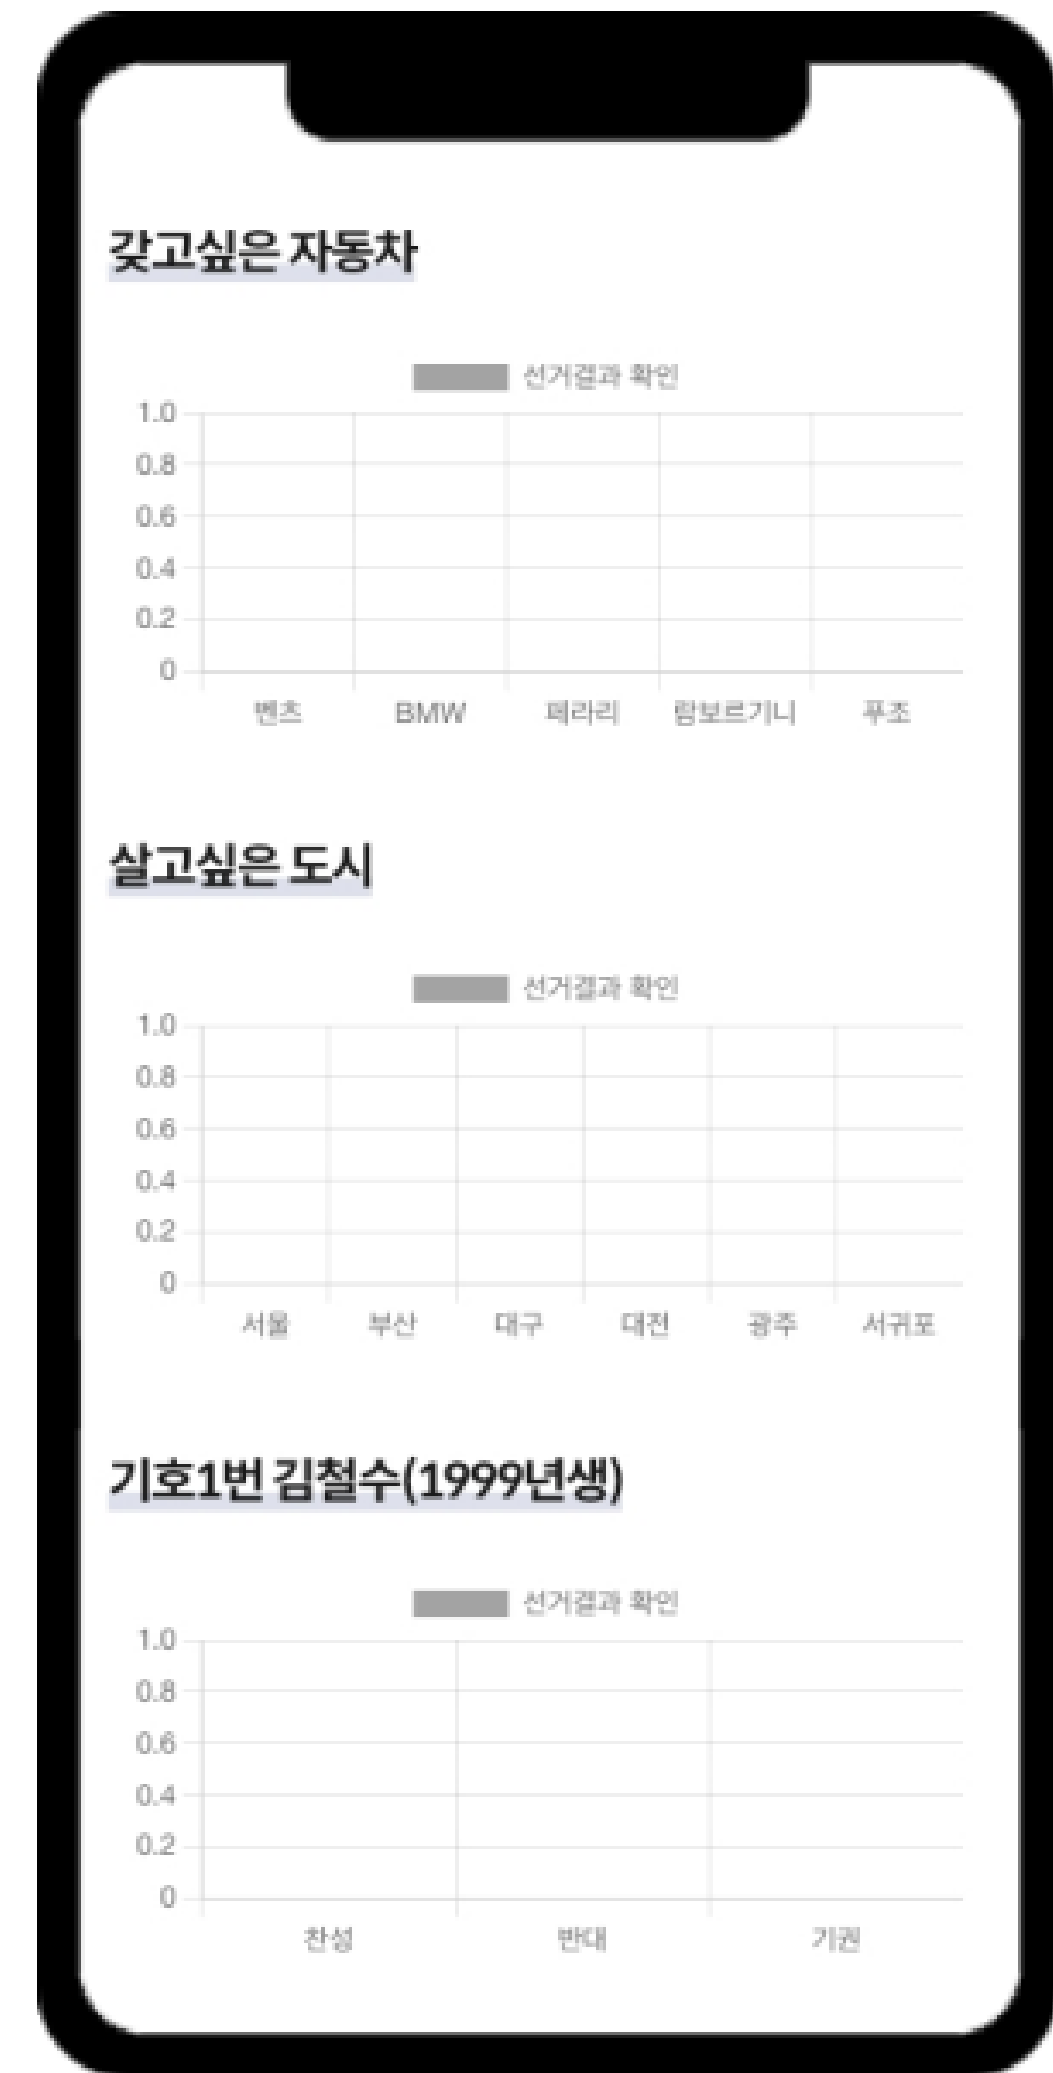 갖고싶은 자동차
선거결과 확인
1.0
0.8
0.6
0.4
0.2
0
벤츠 BMW 페라리 람보르기니 푸조
살고싶은 도시
선거결과 확인
1.0
0.8
0.6
0.4
0.2
0
서울 부산 대구 대전 광주 서귀포
기호1번 김철수(1999년생)
선거결과 확인
1.0
0.8
0.6
0.4
0.2
0
찬성 반대 기권